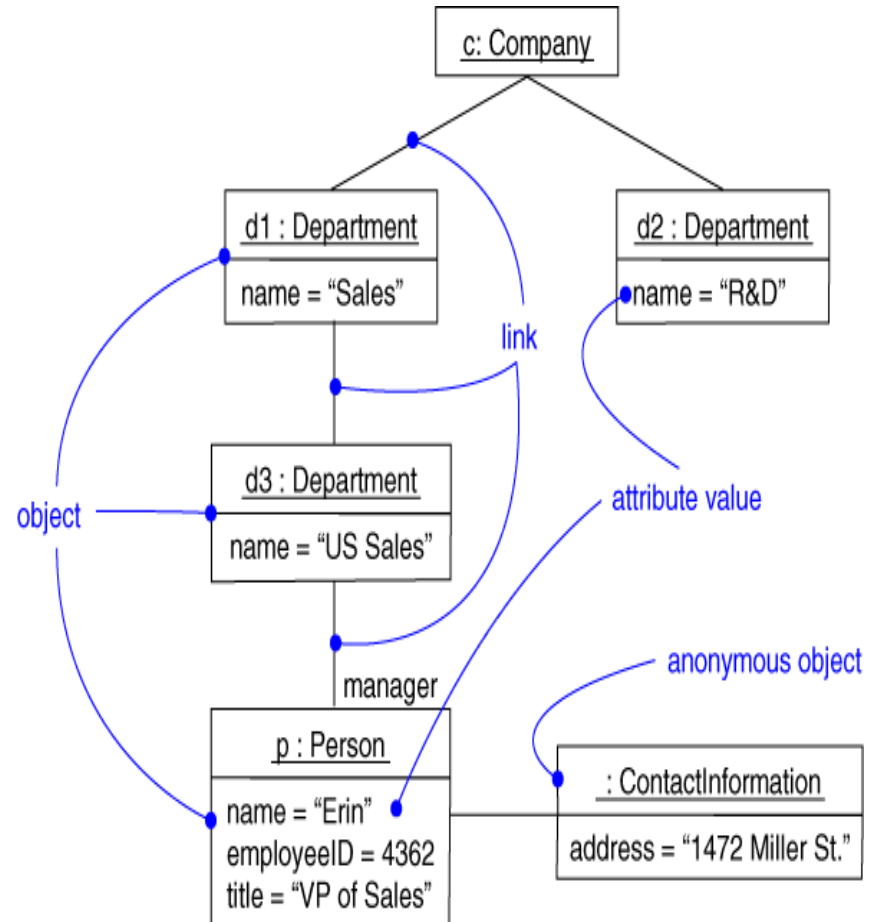 c: Company
d1 : Department
name = “Sales”
d2 : Department
name = “R&D”
link
d3 : Department
name = “US Sales”
object
attribute value
anonymous object
manager
p : Person
name = “Erin”
employeeID = 4362
title = “VP of Sales”
: ContactInformation
address = “1472 Miller St.”